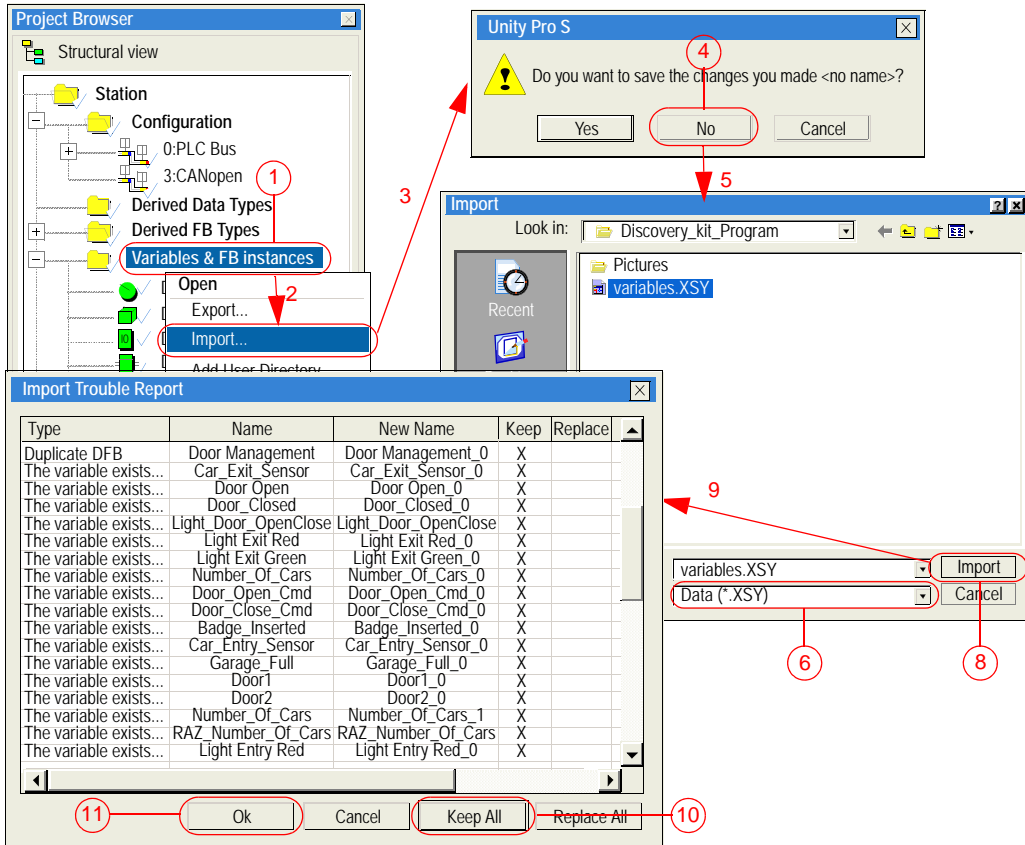 Project Browser
Structural view
Station
Configuration
0:PLC Bus
3:CANopen
1
Derived Data Types
Derived FB Types
Variables & FB instances
Open
2
Export...
Import...
Add User Directory
3
Unity Pro S
4
Do you want to save the changes you made <no name>?
Yes No Cancel
5
Import
Look in: Discovery_kit_Program
Pictures
variables.XSY
Recent
Import Trouble Report
Type Name New Name Keep Replace
Duplicate DFB Door Management Door Management_0 X
The variable exists... Car_Exit_Sensor Car_Exit_Sensor_0 X
The variable exists... Door Open Door Open_0 X
The variable exists... Door_Closed Door_Closed_0 X
The variable exists... Light_Door_OpenClose Light_Door_OpenClose X
The variable exists... Light Exit Red Light Exit Red_0 X
The variable exists... Light Exit Green Light Exit Green_0 X
The variable exists... Number_Of_Cars Number_Of_Cars_0 X
The variable exists... Door_Open_Cmd Door_Open_Cmd_0 X
The variable exists... Door_Close_Cmd Door_Close_Cmd_0 X
The variable exists... Badge_Inserted Badge_Inserted_0 X
The variable exists... Car_Entry_Sensor Car_Entry_Sensor_0 X
The variable exists... Garage_Full Garage_Full_0 X
The variable exists... Door1 Door1_0 X
The variable exists... Door2 Door2_0 X
The variable exists... Number_Of_Cars Number_Of_Cars_1 X
The variable exists... RAZ_Number_Of_Cars RAZ_Number_Of_Cars X
The variable exists... Light Entry Red Light Entry Red_0 X
11 Ok Cancel Keep All Replace All 10
9
variables.XSY Import
Data (*.XSY) Cancel
6
8